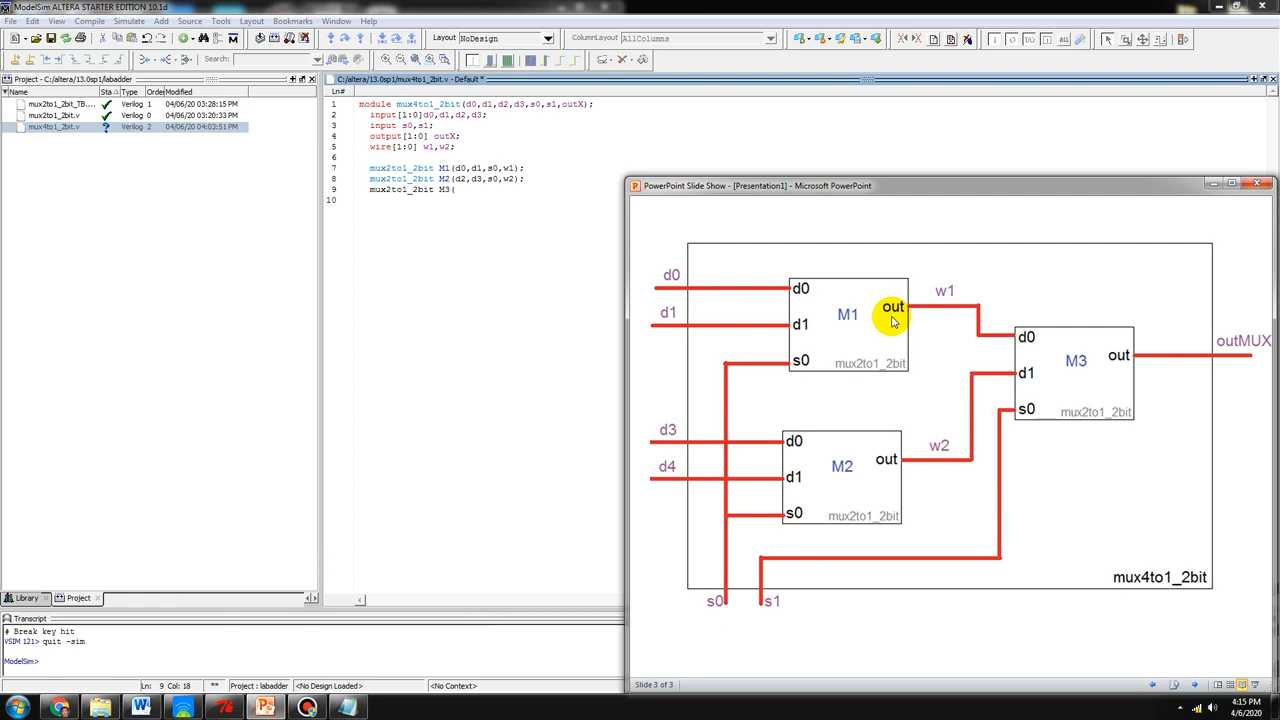 ModelSim ALTERA STARTER EDITION 10.1d
File Edit View Compile Simulate Add Source Tools Layout Bookmarks Window Help
Layout NoDesign ColumnLayout AllColumns
Search:
Project - C:/altera/13.0sp1/labadder
Name Sta Type Orde Modified
mux2to1_2bit_TB.... Verilog 1 04/06/20 03:28:15 PM
mux2to1_2bit.v Verilog 0 04/06/20 03:20:33 PM
mux4to1_2bit.v ? Verilog 2 04/06/20 04:03:51 PM
C:/altera/13.0sp1/mux4to1_2bit.v - Default *
Ln#
1 module mux4to1_2bit(d0,d1,d2,d3,s0,s1,outX);
2 input[1:0]d0,d1,d2,d3;
3 input s0,s1;
4 output[1:0] outX;
5 wire[1:0] w1,w2;
6
7 mux2to1_2bit M1(d0,d1,s0,w1);
8 mux2to1_2bit M2(d2,d3,s0,w2);
9 mux2to1_2bit M3(
10
PowerPoint Slide Show - [Presentation1] - Microsoft PowerPoint
d0
d1
d0
d1
s0
M1
out
mux2to1_2bit
w1
d3
d4
d0
d1
s0
M2
out
mux2to1_2bit
w2
d0
d1
s0
M3
out
mux2to1_2bit
outMUX
s0
s1
mux4to1_2bit
Slide 3 of 3
Library Project
Transcript
# Break key hit
VSIM 121> quit -sim
ModelSim>
Ln: 9 Col: 18 ** Project : labadder <No Design Loaded> <No Context>
4:15 PM
4/6/2020